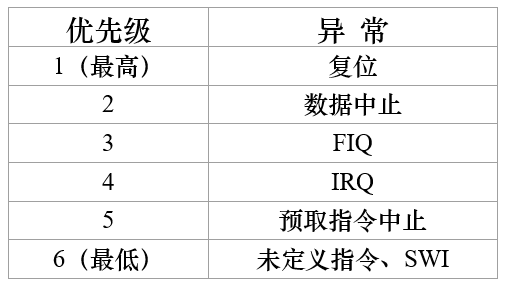 优先级 异 常
1（最高） 复位
2 数据中止
3 FIQ
4 IRQ
5 预取指令中止
6（最低） 未定义指令、SWI